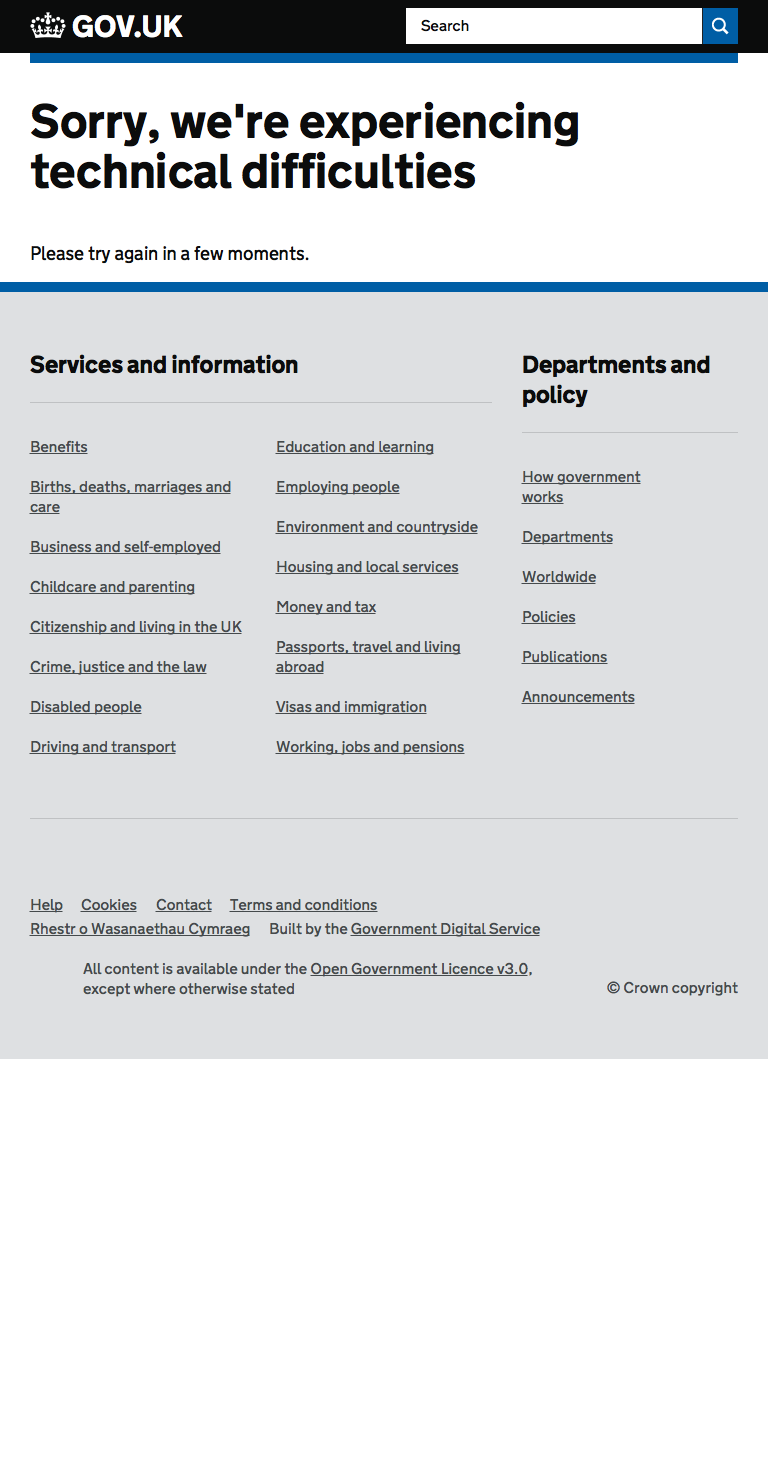 GOV.UK
Search
Sorry, we're experiencing
technical difficulties
Please try again in a few moments.
Services and information
Benefits
Births, deaths, marriages and
care
Business and self-employed
Childcare and parenting
Citizenship and living in the UK
Crime, justice and the law
Disabled people
Driving and transport
Education and learning
Employing people
Environment and countryside
Housing and local services
Money and tax
Passports, travel and living
abroad
Visas and immigration
Working, jobs and pensions
Departments and
policy
How government
works
Departments
Worldwide
Policies
Publications
Announcements
Help Cookies Contact Terms and conditions
Rhestr o Wasanaethau Cymraeg Built by the Government Digital Service
All content is available under the Open Government Licence v3.0,
except where otherwise stated
© Crown copyright